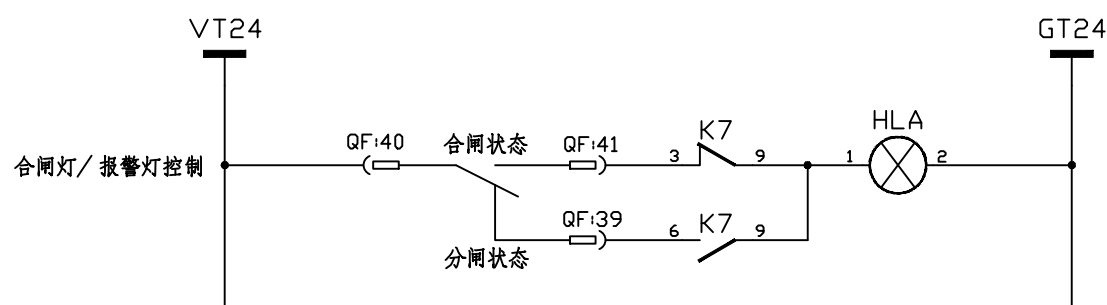 VT24
GT24
QF:40
合闸状态
QF:41
K7
HLA
合闸灯/报警灯控制
3
9
1
2
QF:39
K7
6
9
分闸状态